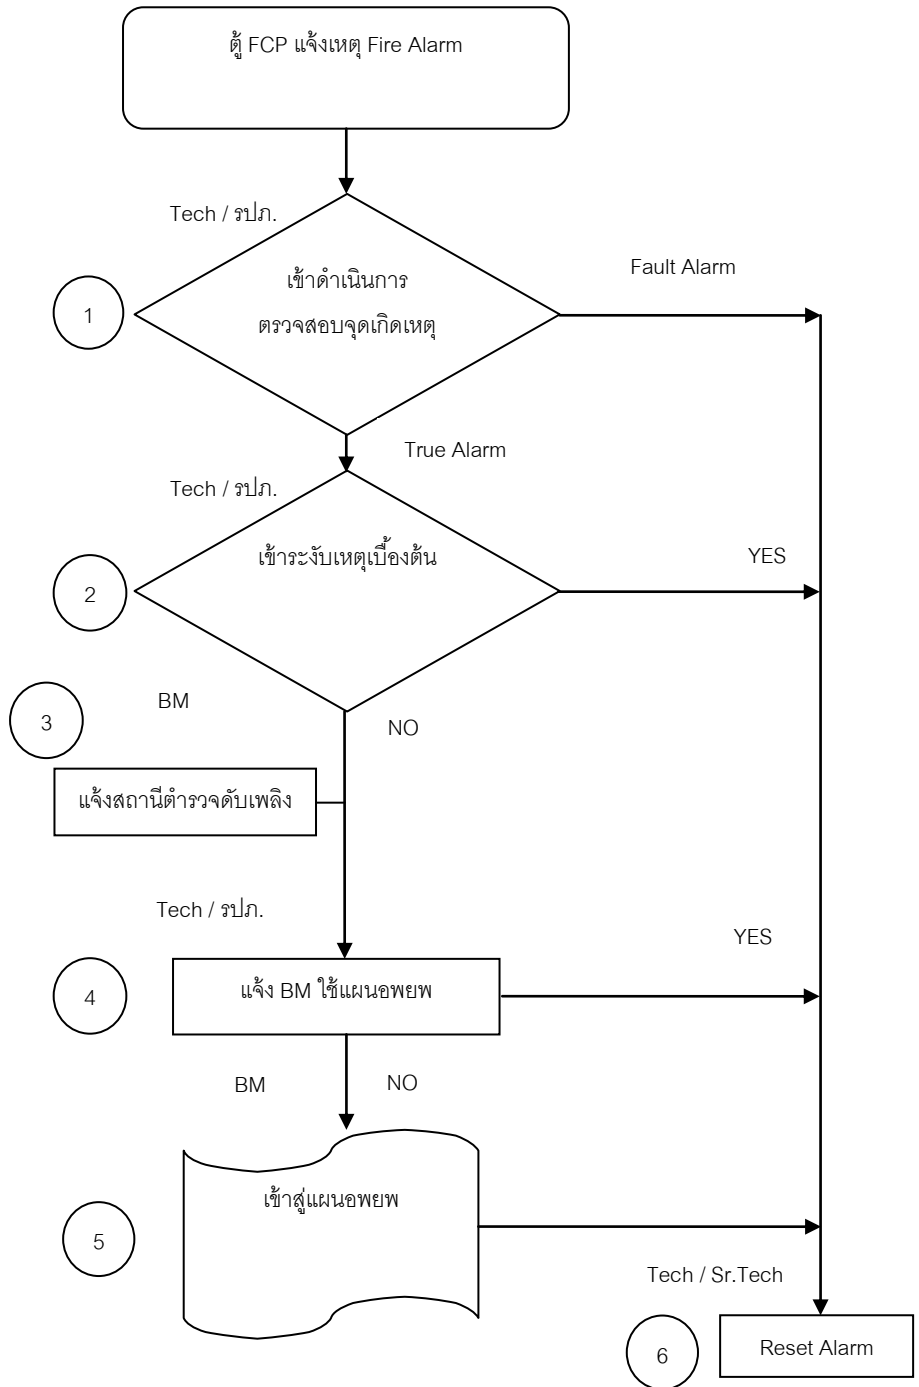 ตู้ FCP แจ้งเหตุ Fire Alarm
Tech / รปภ.
Fault Alarm
1
เข้าดำเนินการ
ตรวจสอบจุดเกิดเหตุ
True Alarm
Tech / รปภ.
เข้าระงับเหตุเบื้องต้น
YES
2
BM
3
NO
แจ้งสถานีตำรวจดับเพลิง
Tech / รปภ.
YES
4
แจ้ง BM ใช้แผนอพยพ
BM
NO
เข้าสู่แผนอพยพ
5
Tech / Sr.Tech
6
Reset Alarm